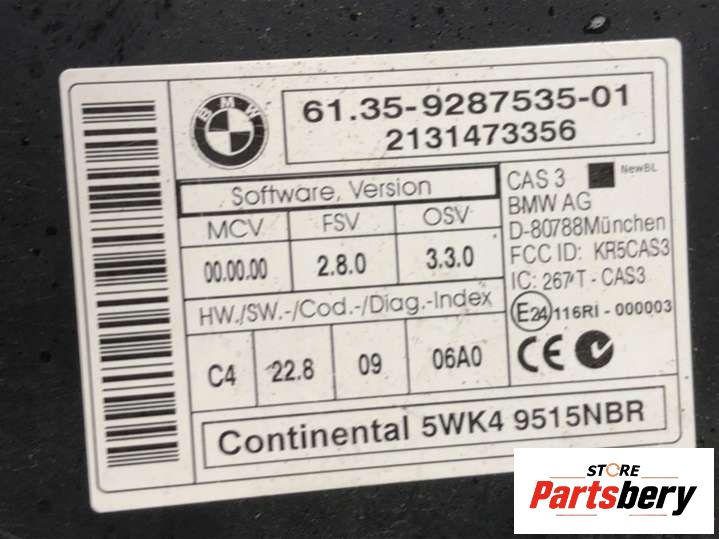 BMW
61.35-9287535-01
2131473356
Software, Version
MCV FSV OSV
00.00.00 2.8.0 3.3.0
HW./SW.-/Cod.-/Diag.-Index
C4 22.8 09 06A0
CAS 3 NewBL
BMW AG
D-80788München
FCC ID: KR5CAS3
IC: 267 T - CAS3
E24 116RI - 000003
CE
Continental 5WK4 9515NBR
STORE
Partsbery